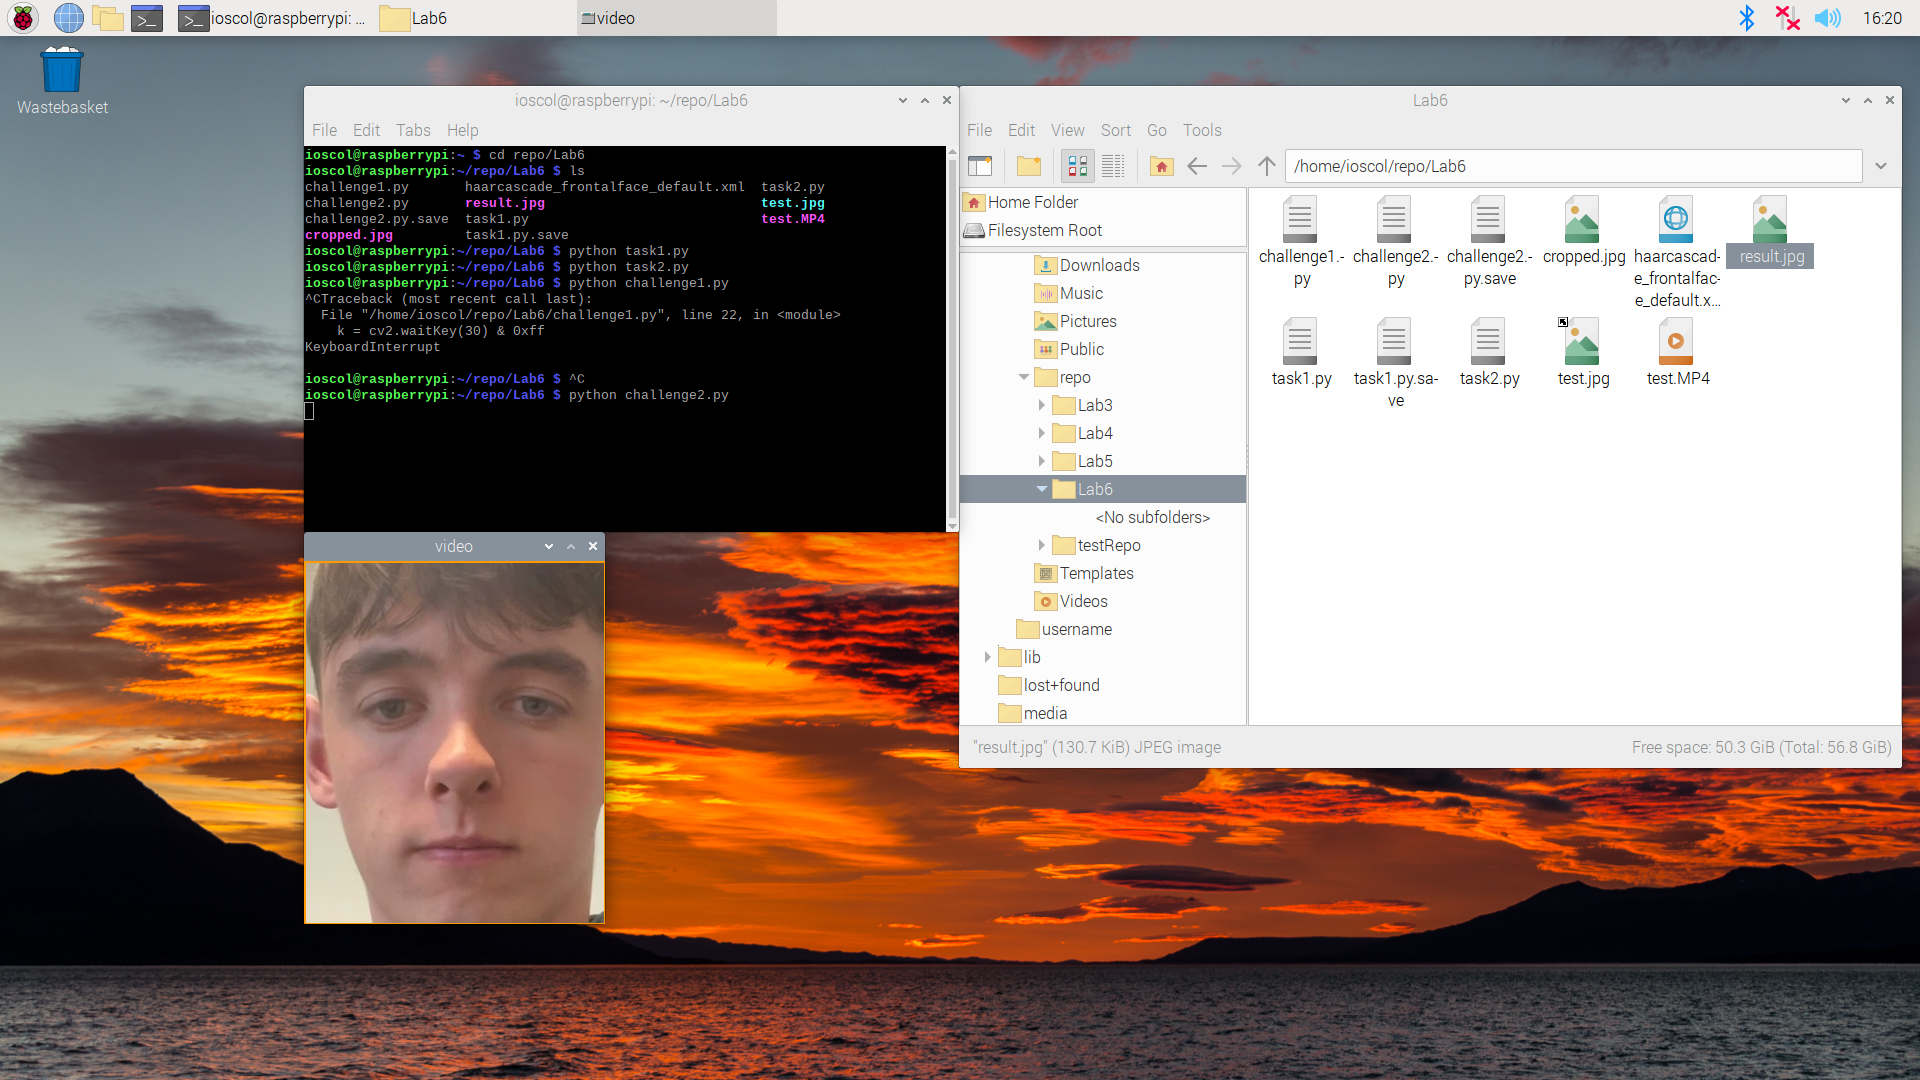 ioscol@raspberrypi: ...
Lab6
video
16:20
Wastebasket
ioscol@raspberrypi: ~/repo/Lab6
File Edit Tabs Help
ioscol@raspberrypi:~ $ cd repo/Lab6
ioscol@raspberrypi:~/repo/Lab6 $ ls
challenge1.py haarcascade_frontalface_default.xml task2.py
challenge2.py result.jpg test.jpg
challenge2.py.save task1.py test.MP4
cropped.jpg task1.py.save
ioscol@raspberrypi:~/repo/Lab6 $ python task1.py
ioscol@raspberrypi:~/repo/Lab6 $ python task2.py
ioscol@raspberrypi:~/repo/Lab6 $ python challenge1.py
^CTraceback (most recent call last):
File "/home/ioscol/repo/Lab6/challenge1.py", line 22, in <module>
k = cv2.waitKey(30) & 0xff
KeyboardInterrupt
ioscol@raspberrypi:~/repo/Lab6 $ ^C
ioscol@raspberrypi:~/repo/Lab6 $ python challenge2.py
video
Lab6
File Edit View Sort Go Tools
/home/ioscol/repo/Lab6
Home Folder
Filesystem Root
Downloads
Music
Pictures
Public
repo
Lab3
Lab4
Lab5
Lab6
<No subfolders>
testRepo
Templates
Videos
username
lib
lost+found
media
challenge1.-
py
challenge2.-
py
challenge2.-
py.save
cropped.jpg
haarcascad-
e_frontalfac-
e_default.x...
result.jpg
task1.py
task1.py.sa-
ve
task2.py
test.jpg
test.MP4
"result.jpg" (130.7 KiB) JPEG image
Free space: 50.3 GiB (Total: 56.8 GiB)